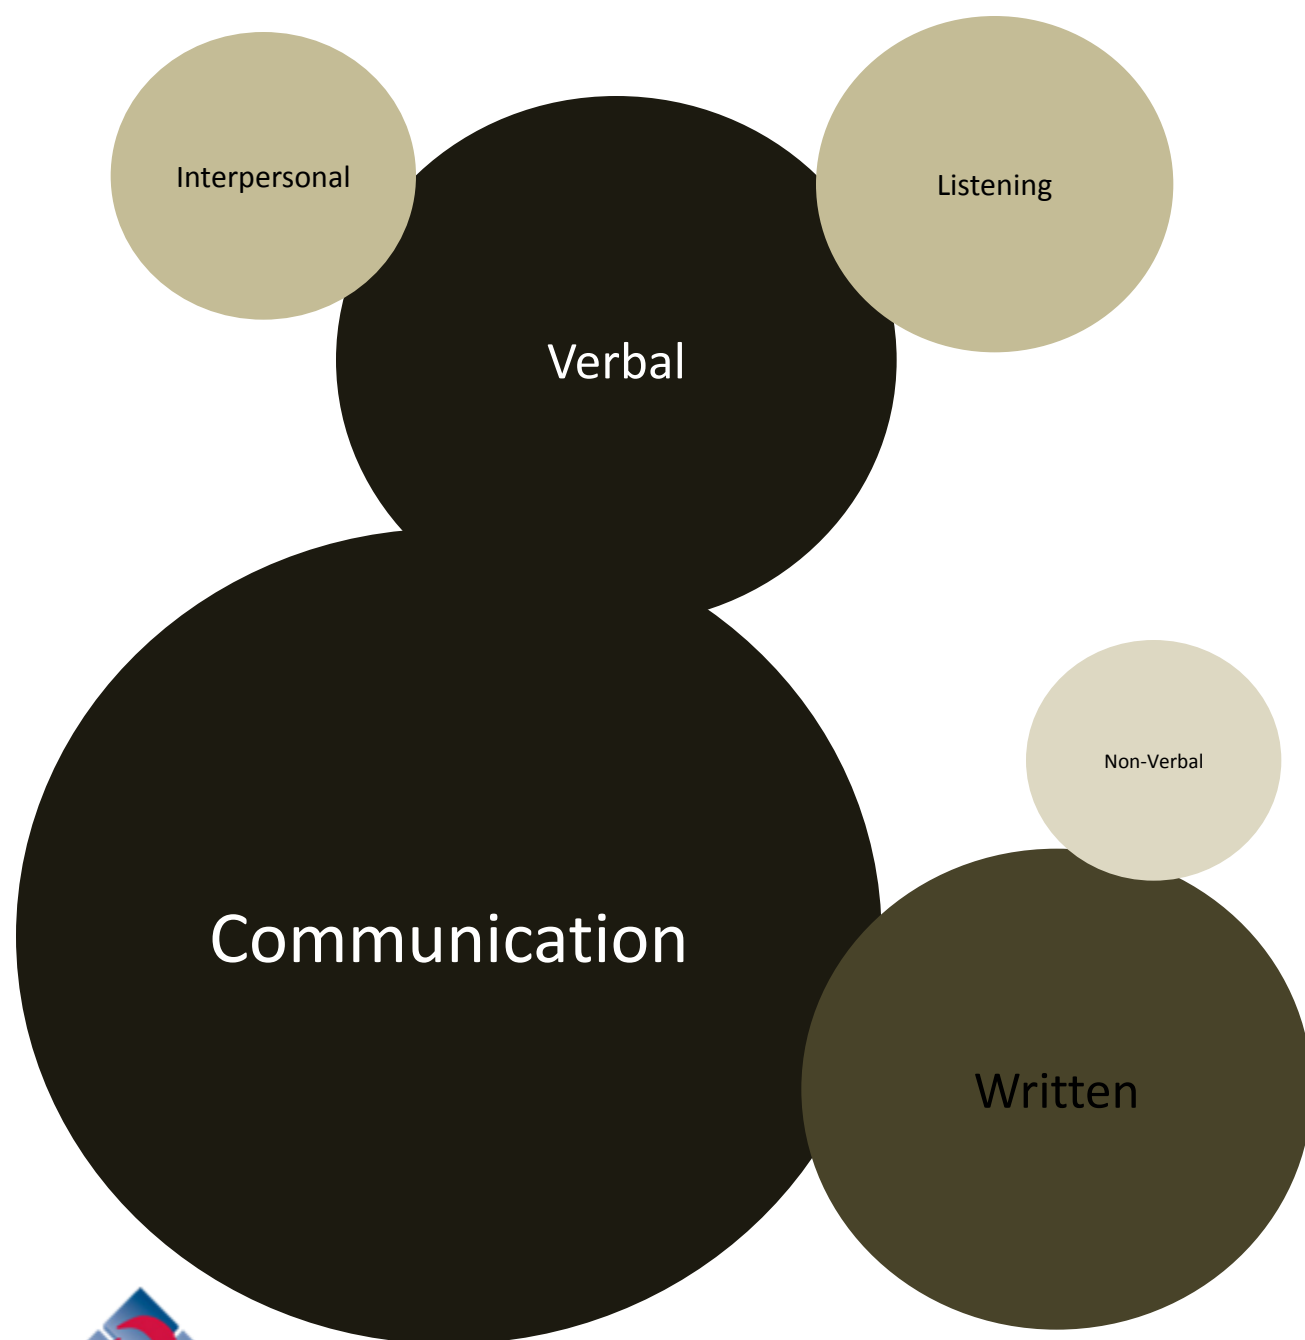 Interpersonal
Listening
Verbal
Non-Verbal
Communication
Written